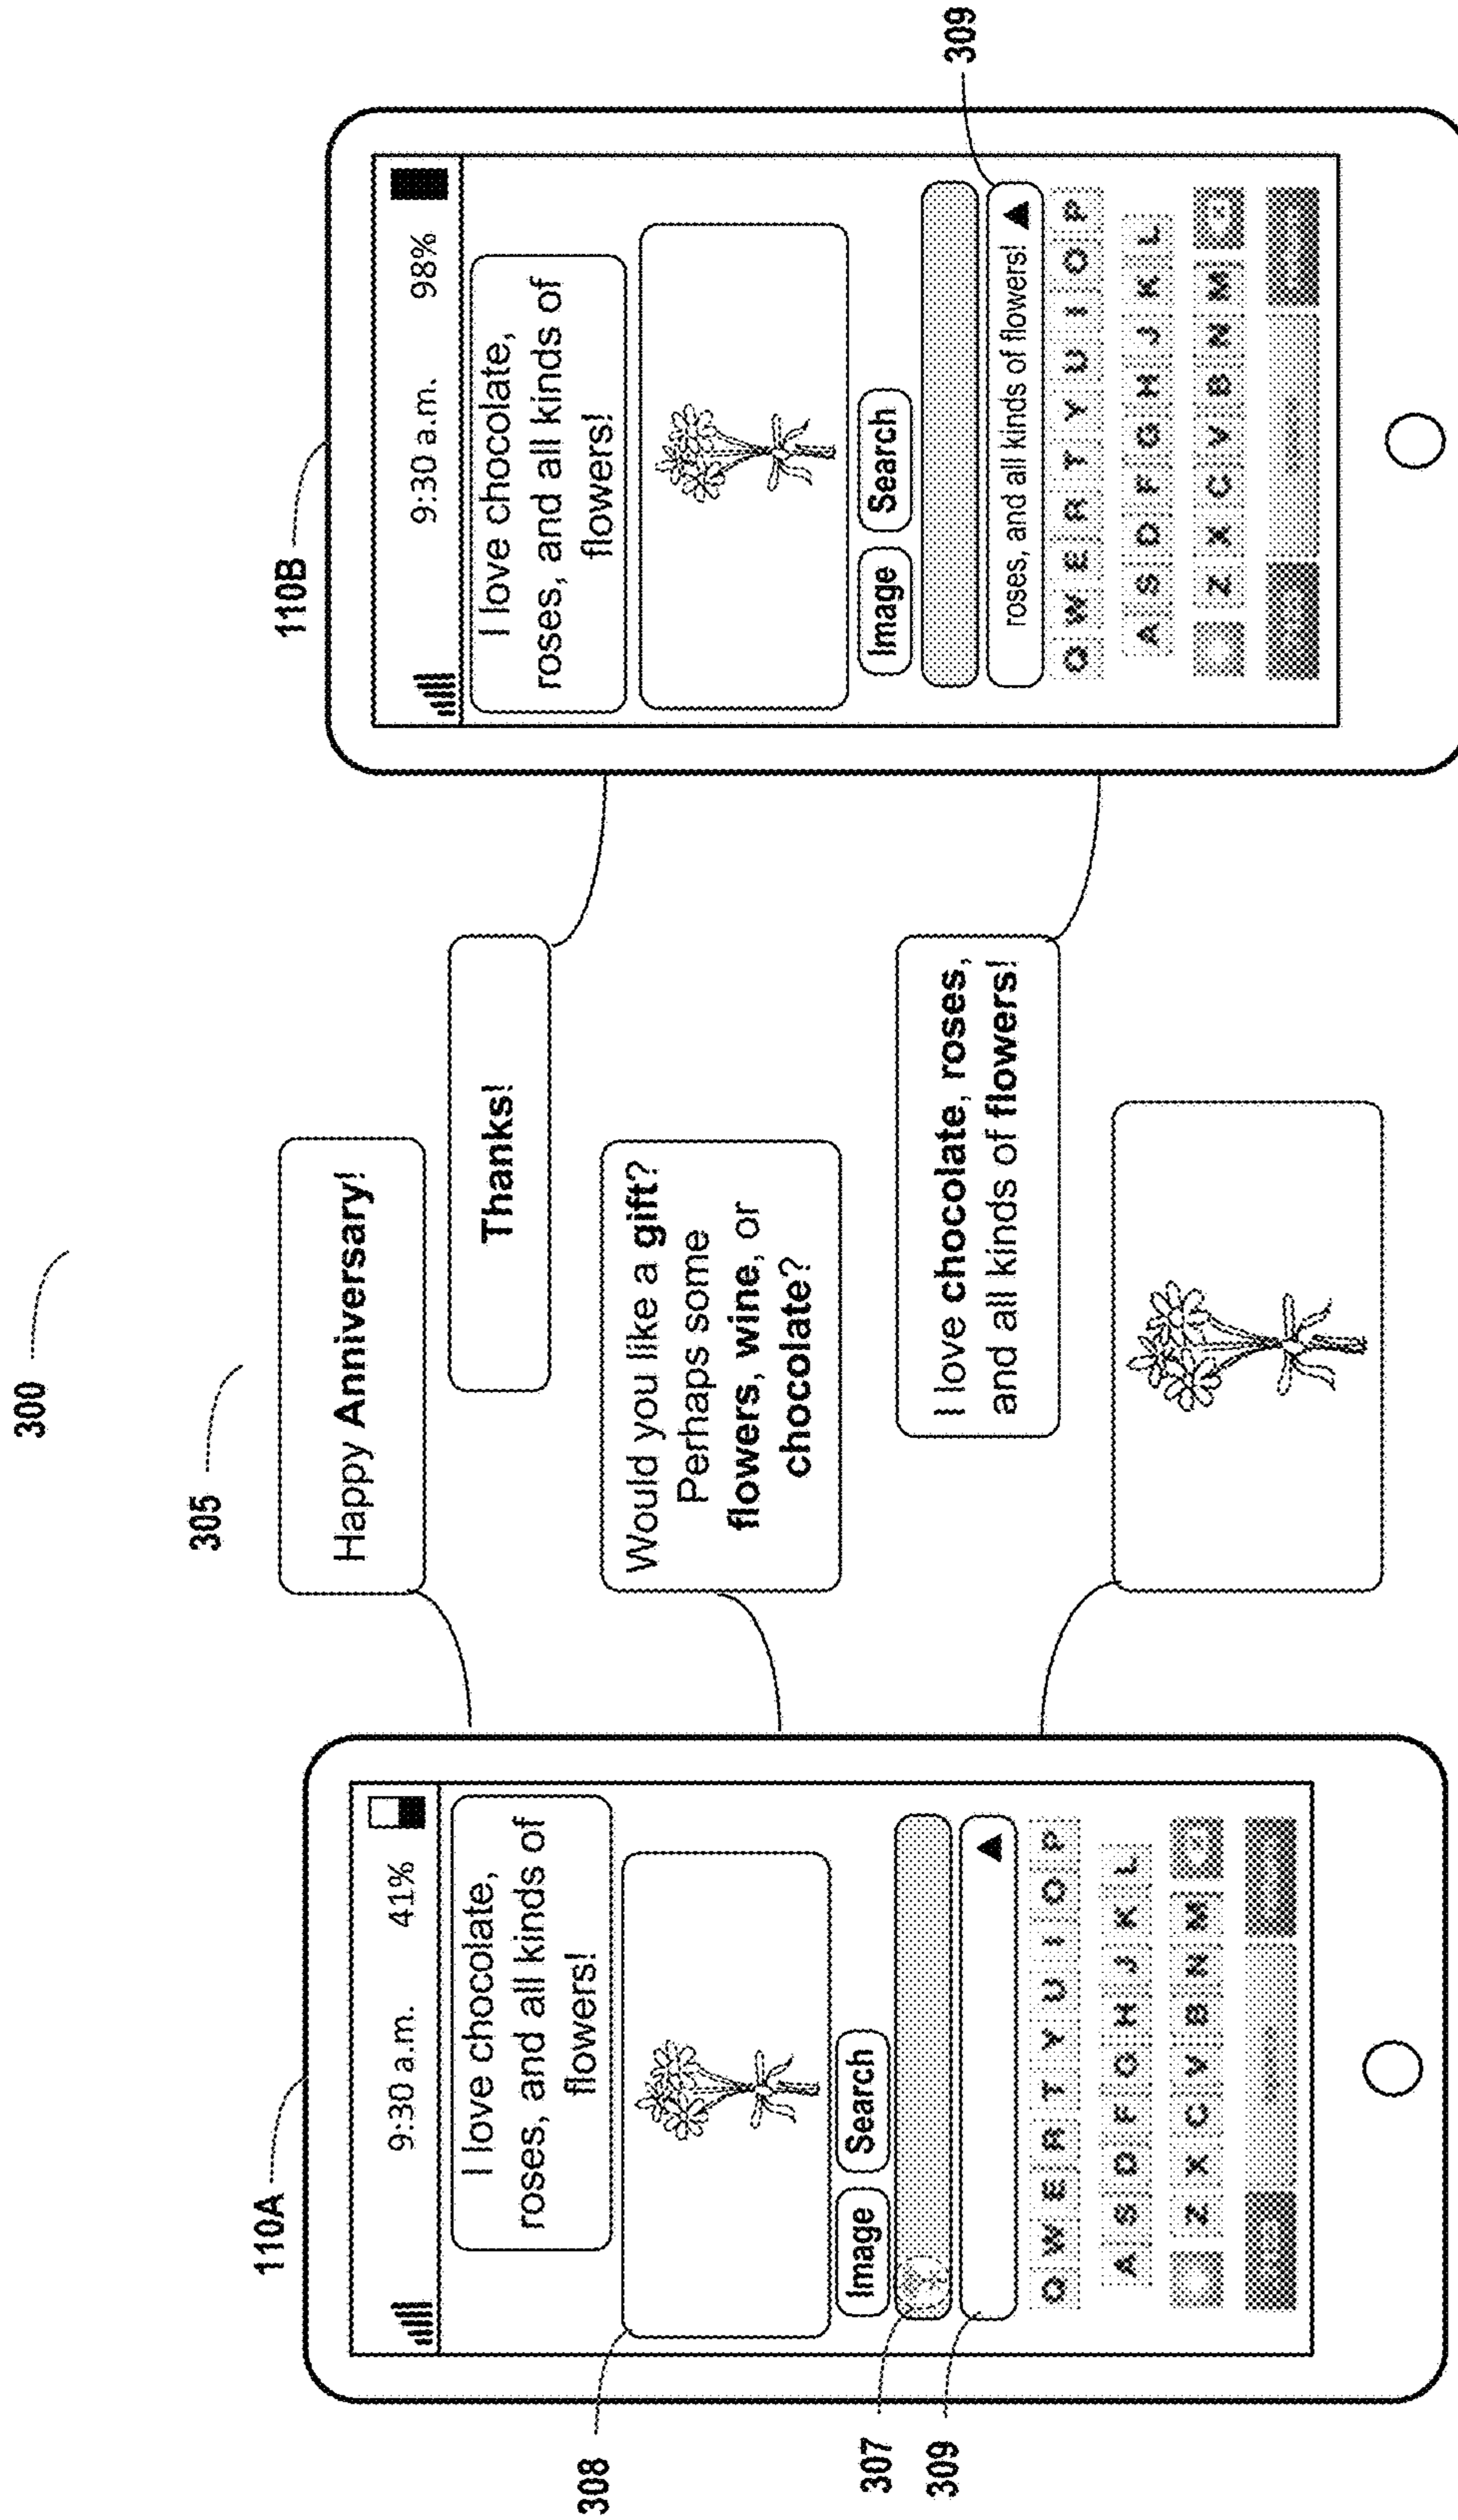 300
305
110A
9:30 a.m. 41%
I love chocolate,
roses, and all kinds of
flowers!
308
Image Search
307
309
Q W E R T Y U I O P
A S D F G H J K L
Z X C V B N M
Happy Anniversary!
Thanks!
Would you like a gift?
Perhaps some
flowers, wine, or
chocolate?
I love chocolate, roses,
and all kinds of flowers!
110B
9:30 a.m. 98%
I love chocolate,
roses, and all kinds of
flowers!
Image Search
roses, and all kinds of flowers!
309
Q W E R T Y U I O P
A S D F G H J K L
Z X C V B N M